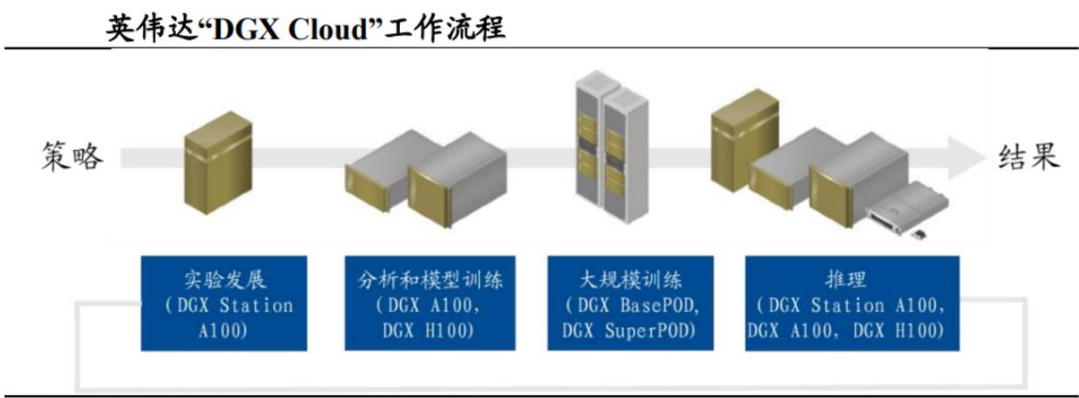 英伟达“DGX Cloud”工作流程
策略
结果
实验发展
(DGX Station
A100)
分析和模型训练
(DGX A100,
DGX H100)
大规模训练
(DGX BasePOD,
DGX SuperPOD)
推理
(DGX Station A100,
DGX A100, DGX H100)